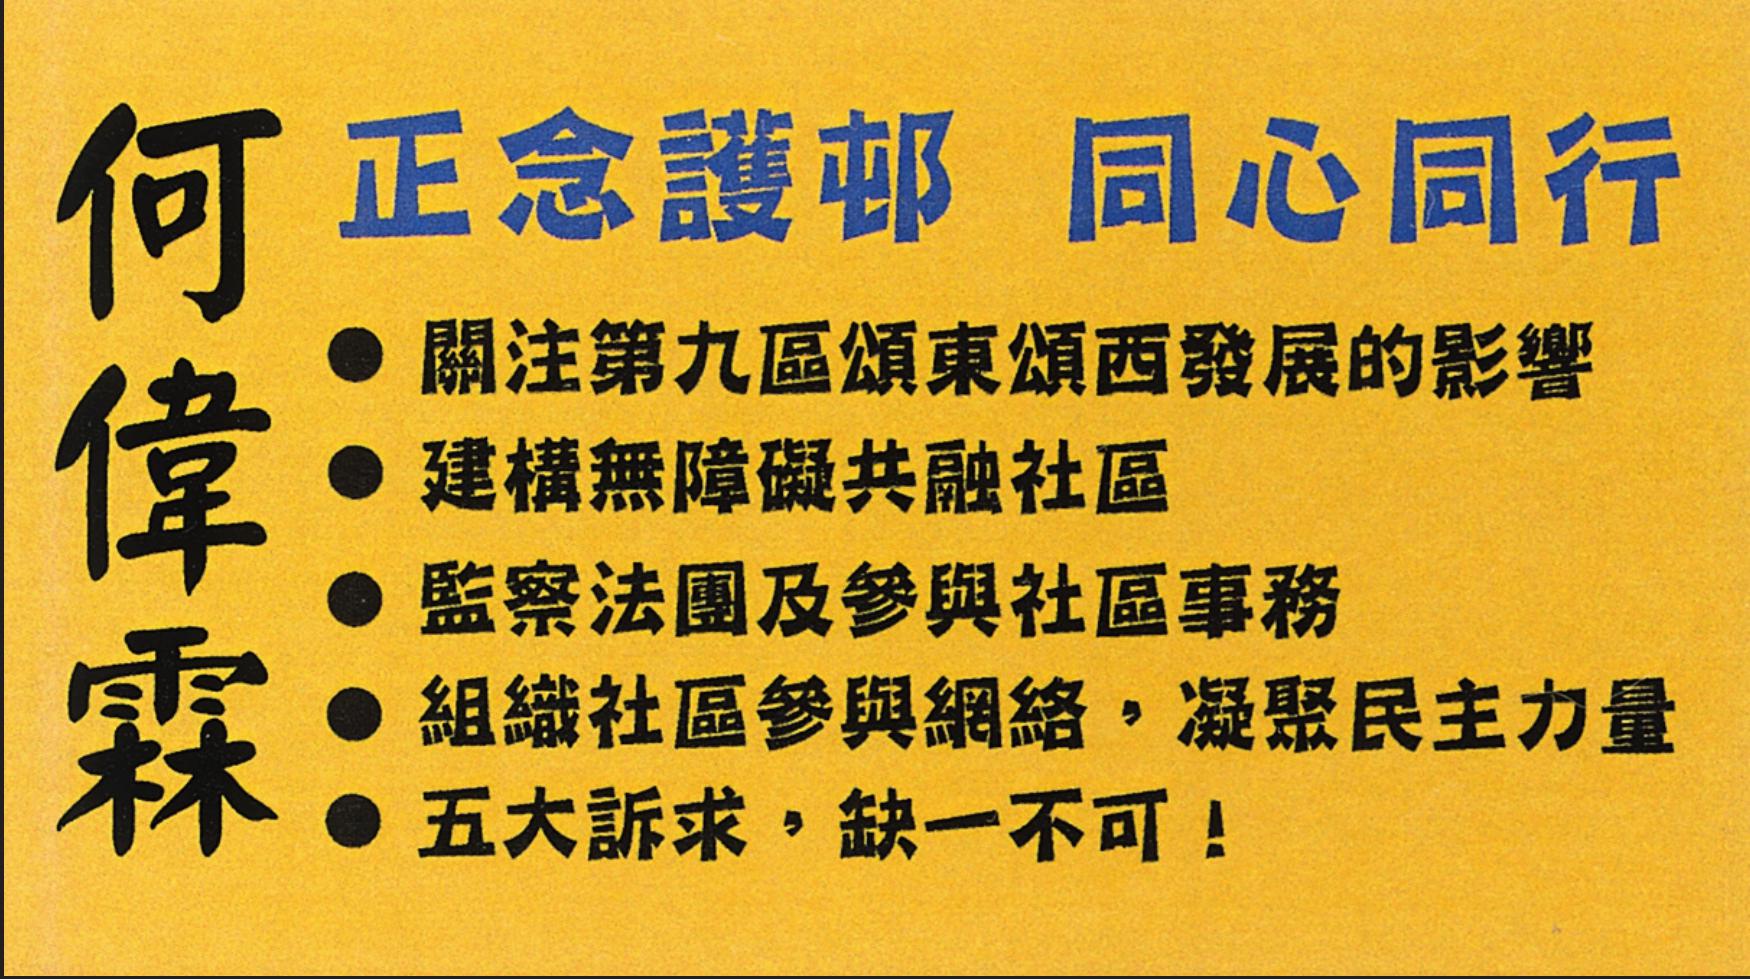 何偉霖
正念護邨 同心同行
● 關注第九區頌東頌西發展的影響
● 建構無障礙共融社區
● 監察法團及參與社區事務
● 組織社區參與網絡，凝聚民主力量
● 五大訴求，缺一不可！